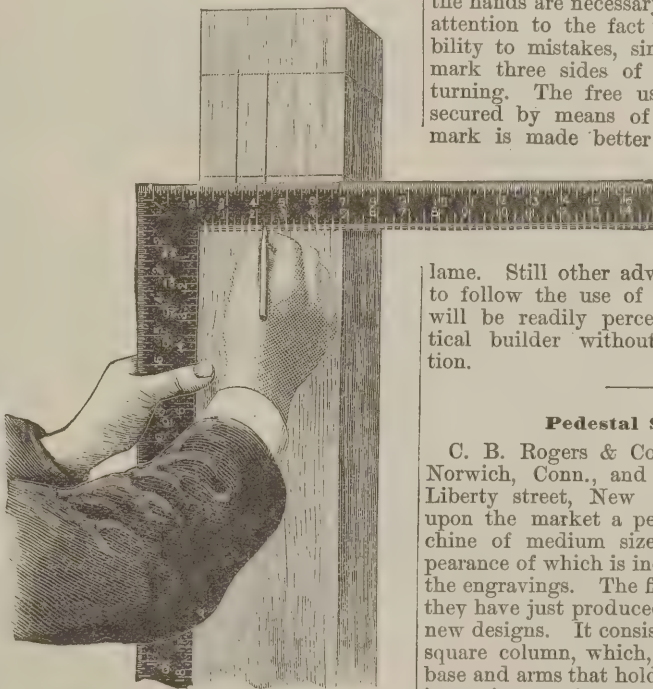 the hands are necessary
attention to the fact
bility to mistakes, sin
mark three sides of
turning. The free us
secured by means of
mark is made better
lame. Still other adv
to follow the use of
will be readily perce
tical builder without
tion.
Pedestal S
C. B. Rogers & Co
Norwich, Conn., and
Liberty street, New
upon the market a pe
chine of medium size
pearance of which is in
the engravings. The f
they have just produce
new designs. It consis
square column, which,
base and arms that hold